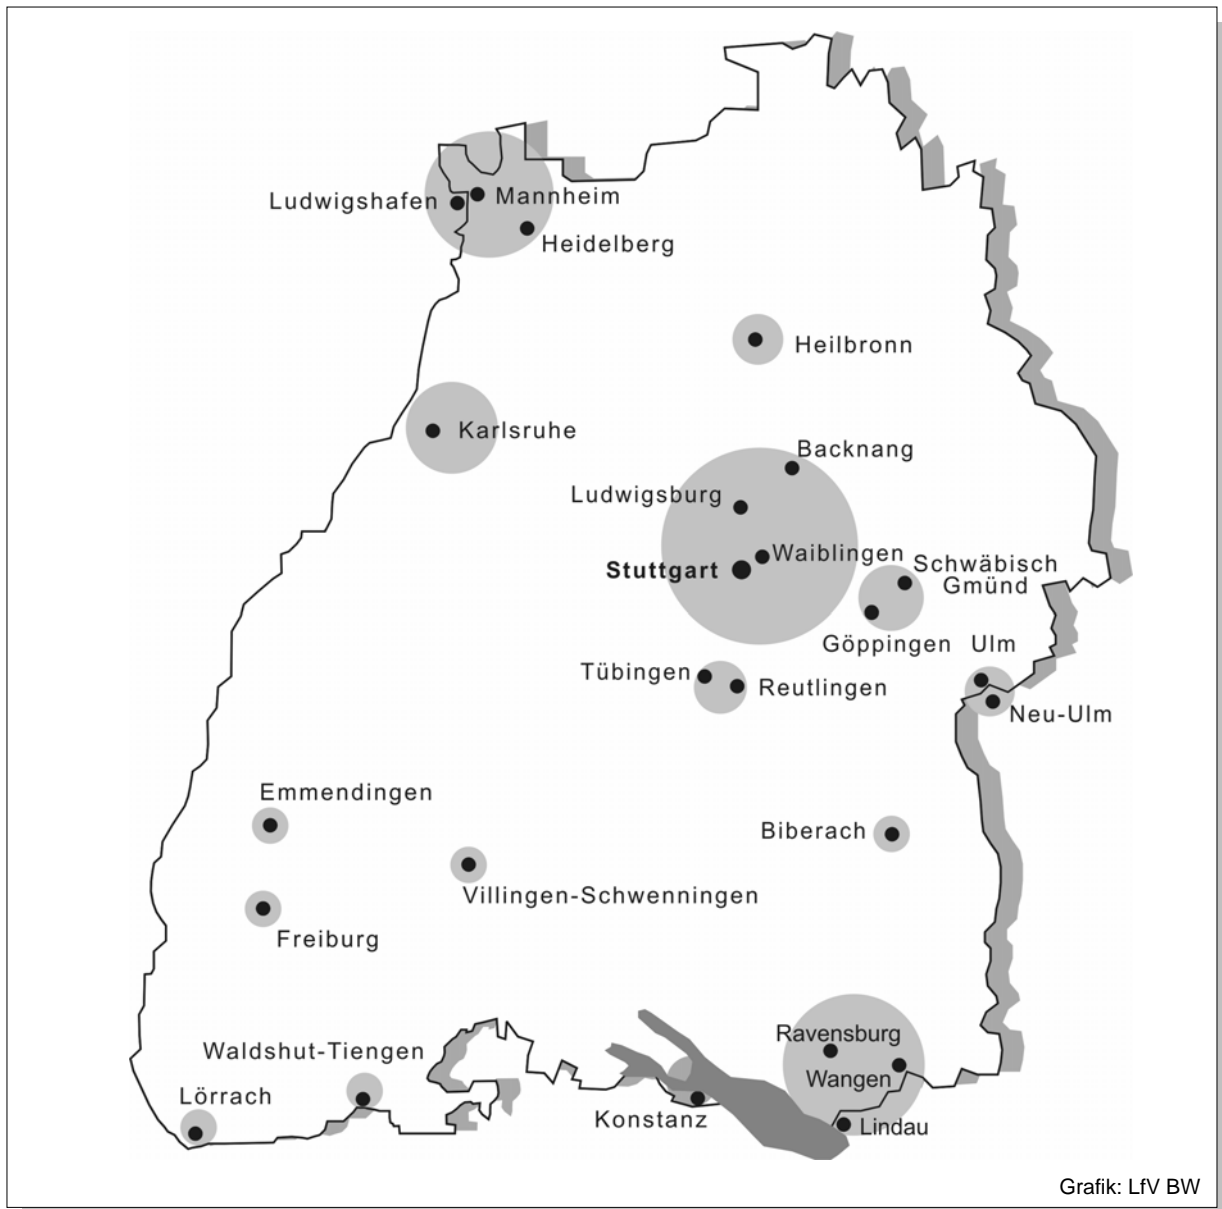 Ludwigshafen
Mannheim
Heidelberg
Heilbronn
Karlsruhe
Backnang
Ludwigsburg
Waiblingen
Stuttgart
Schwäbisch
Gmünd
Göppingen
Ulm
Tübingen
Reutlingen
Neu-Ulm
Emmendingen
Biberach
Villingen-Schwenningen
Freiburg
Ravensburg
Waldshut-Tiengen
Wangen
Lörrach
Konstanz
Lindau
Grafik: LfV BW